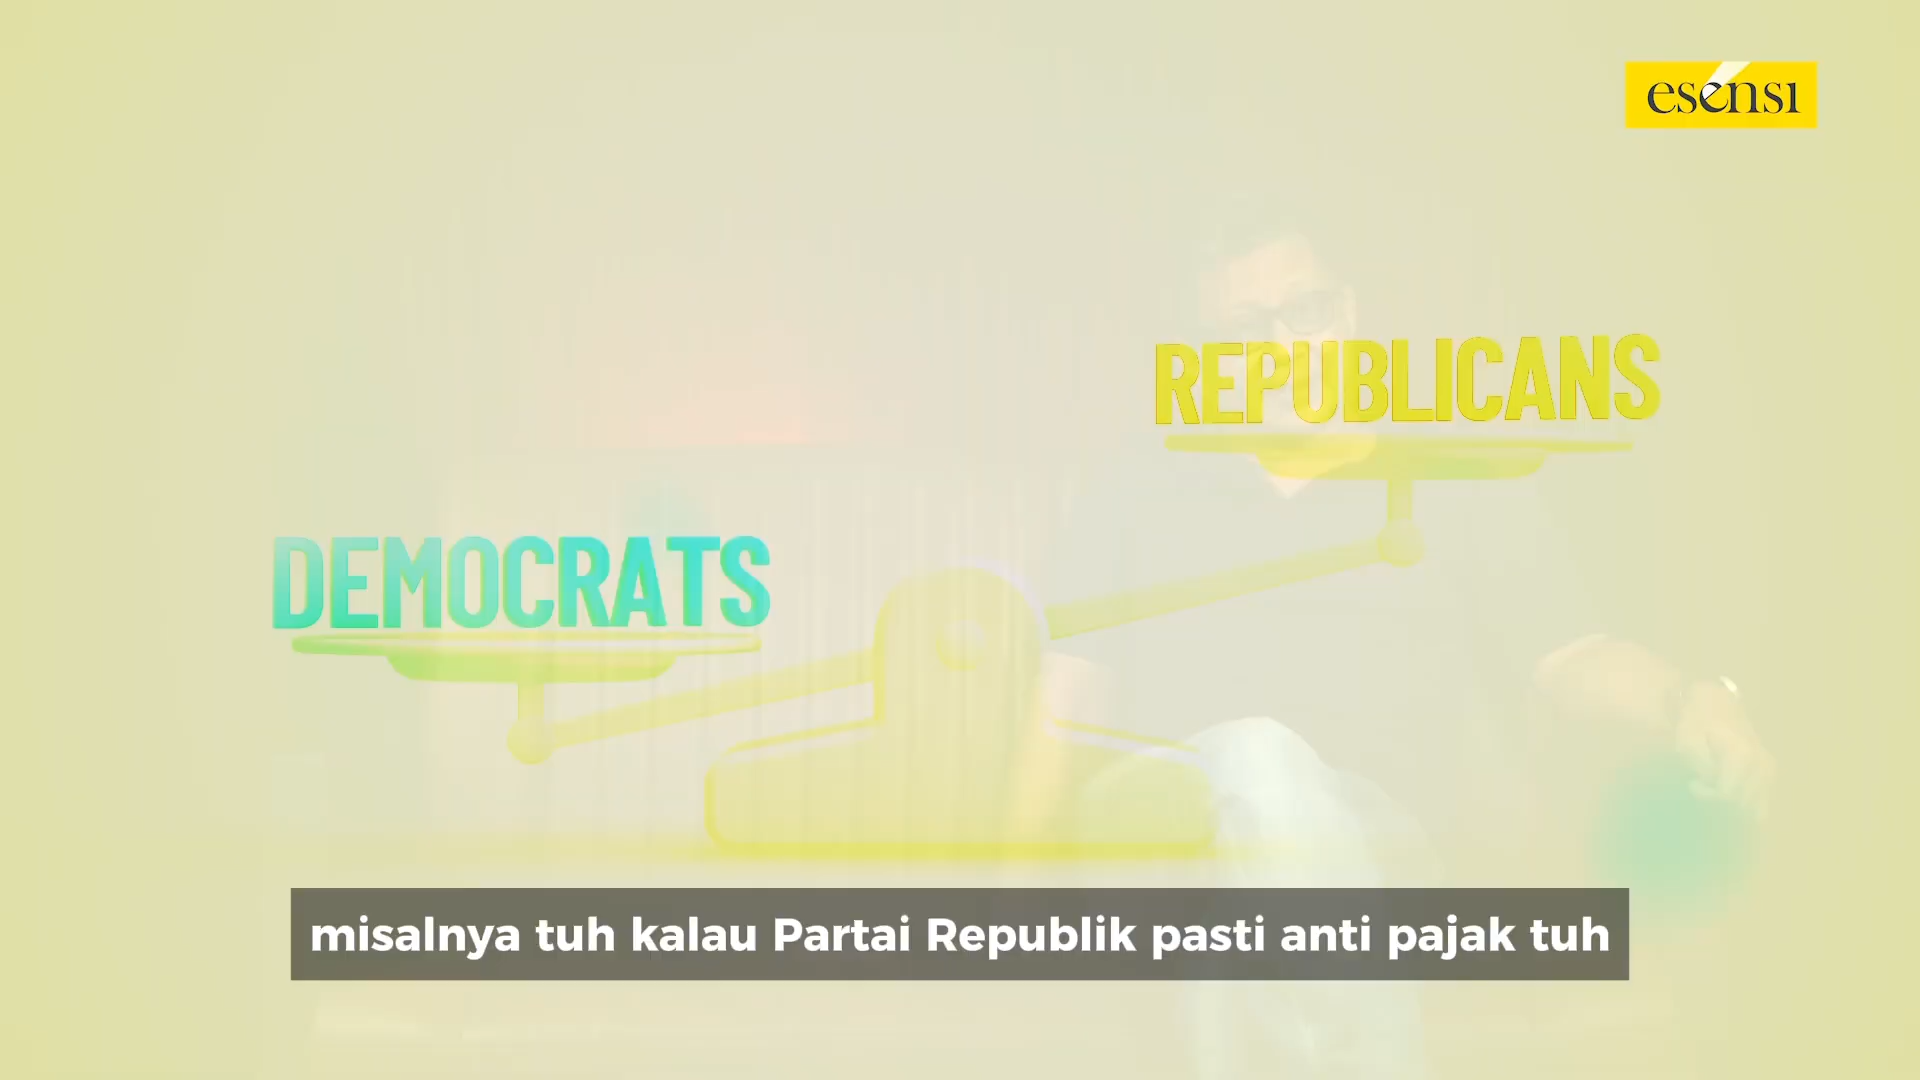 esensi
REPUBLICANS
DEMOCRATS
misalnya tuh kalau Partai Republik pasti anti pajak tuh